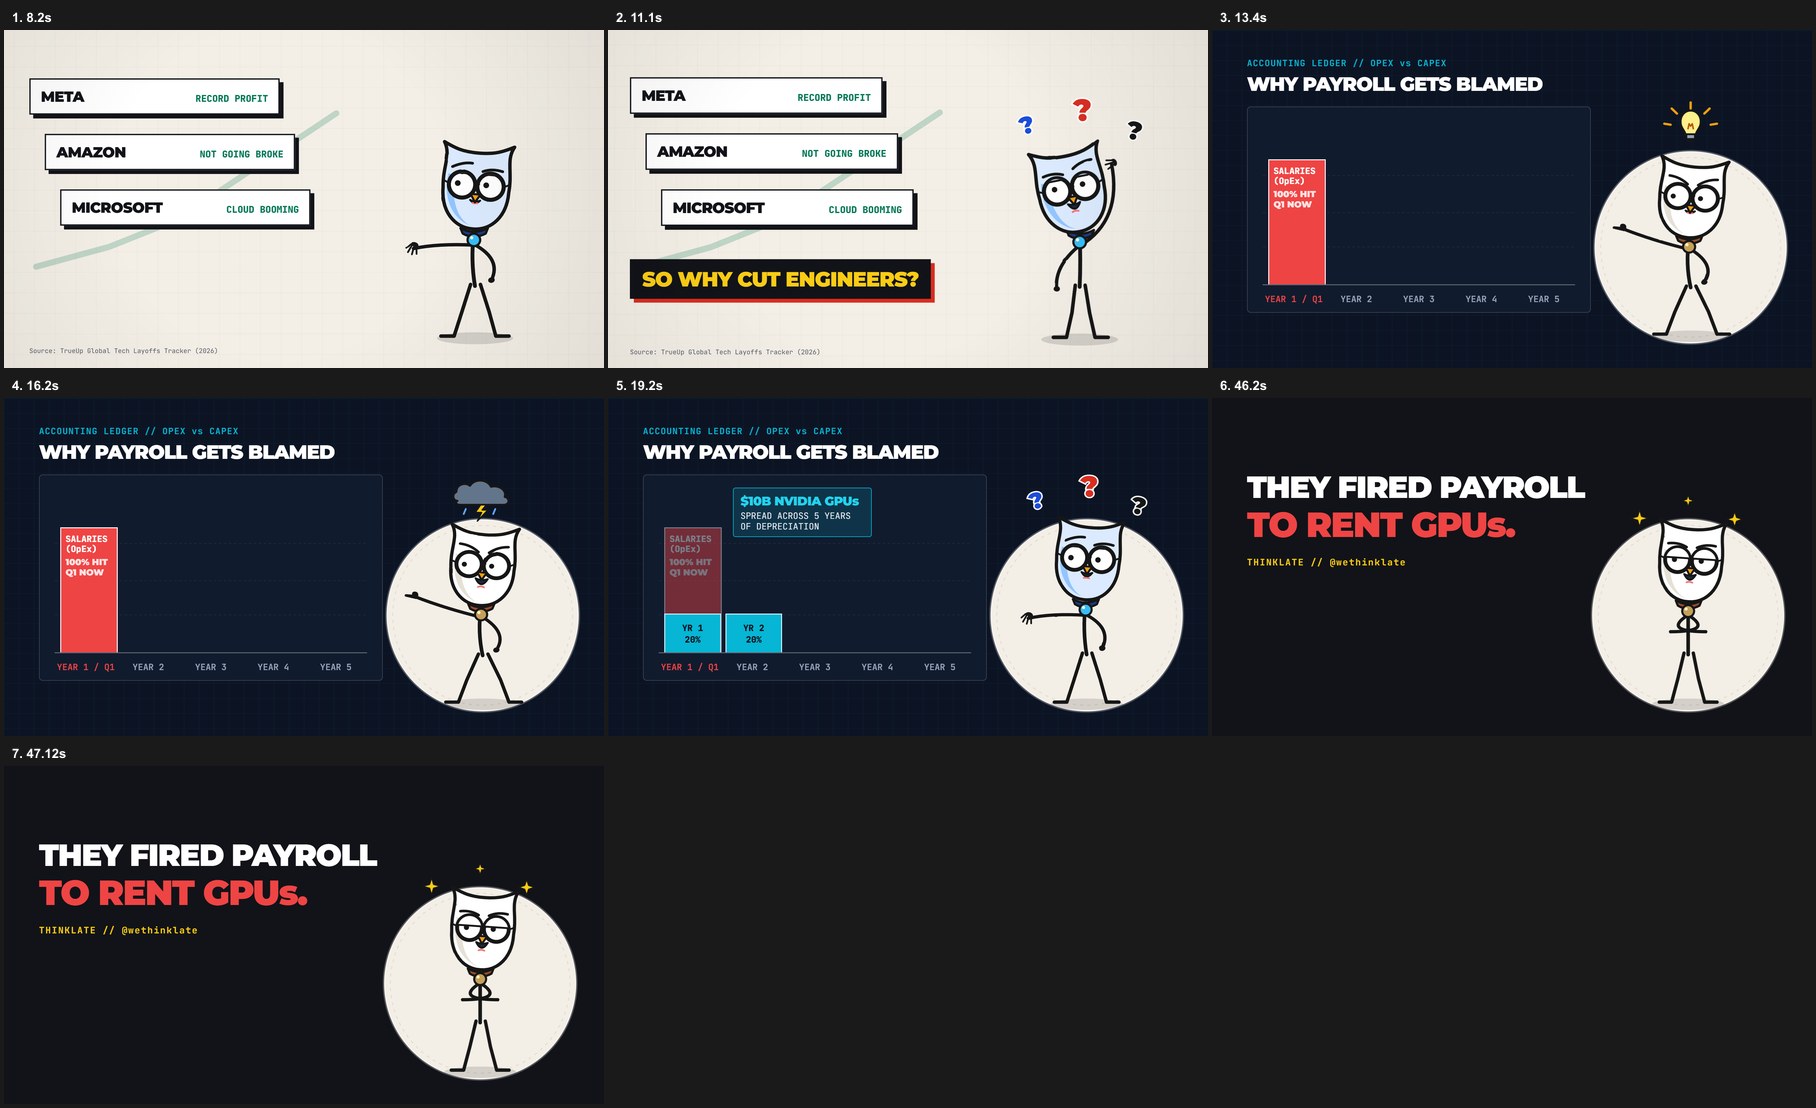 1. 8.2s
META
RECORD PROFIT
AMAZON
NOT GOING BROKE
MICROSOFT
CLOUD BOOMING
Source: TrueUp Global Tech Layoffs Tracker (2026)
2. 11.1s
META
RECORD PROFIT
AMAZON
NOT GOING BROKE
MICROSOFT
CLOUD BOOMING
SO WHY CUT ENGINEERS?
Source: TrueUp Global Tech Layoffs Tracker (2026)
? ? ?
3. 13.4s
ACCOUNTING LEDGER // OPEX vs CAPEX
WHY PAYROLL GETS BLAMED
SALARIES
(OpEx)
100% HIT
Q1 NOW
YEAR 1 / Q1 YEAR 2 YEAR 3 YEAR 4 YEAR 5
4. 16.2s
ACCOUNTING LEDGER // OPEX vs CAPEX
WHY PAYROLL GETS BLAMED
SALARIES
(OpEx)
100% HIT
Q1 NOW
YEAR 1 / Q1 YEAR 2 YEAR 3 YEAR 4 YEAR 5
5. 19.2s
ACCOUNTING LEDGER // OPEX vs CAPEX
WHY PAYROLL GETS BLAMED
$10B NVIDIA GPUs
SPREAD ACROSS 5 YEARS
OF DEPRECIATION
SALARIES
(OpEx)
100% HIT
Q1 NOW
YR 1
20%
YR 2
20%
YEAR 1 / Q1 YEAR 2 YEAR 3 YEAR 4 YEAR 5
? ? ?
6. 46.2s
THEY FIRED PAYROLL
TO RENT GPUs.
THINKLATE // @wethinklate
7. 47.12s
THEY FIRED PAYROLL
TO RENT GPUs.
THINKLATE // @wethinklate